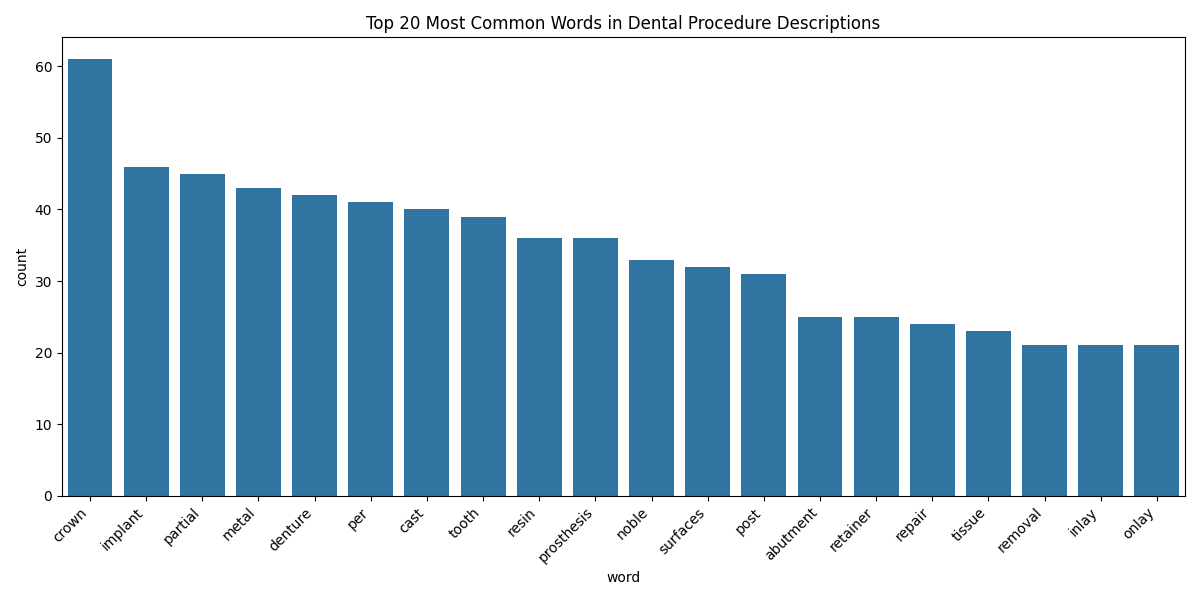 Top 20 Most Common Words in Dental Procedure Descriptions
count
60
50
40
30
20
10
0
crown
implant
partial
metal
denture
per
cast
tooth
resin
prosthesis
noble
surfaces
post
abutment
retainer
repair
tissue
removal
inlay
onlay
word